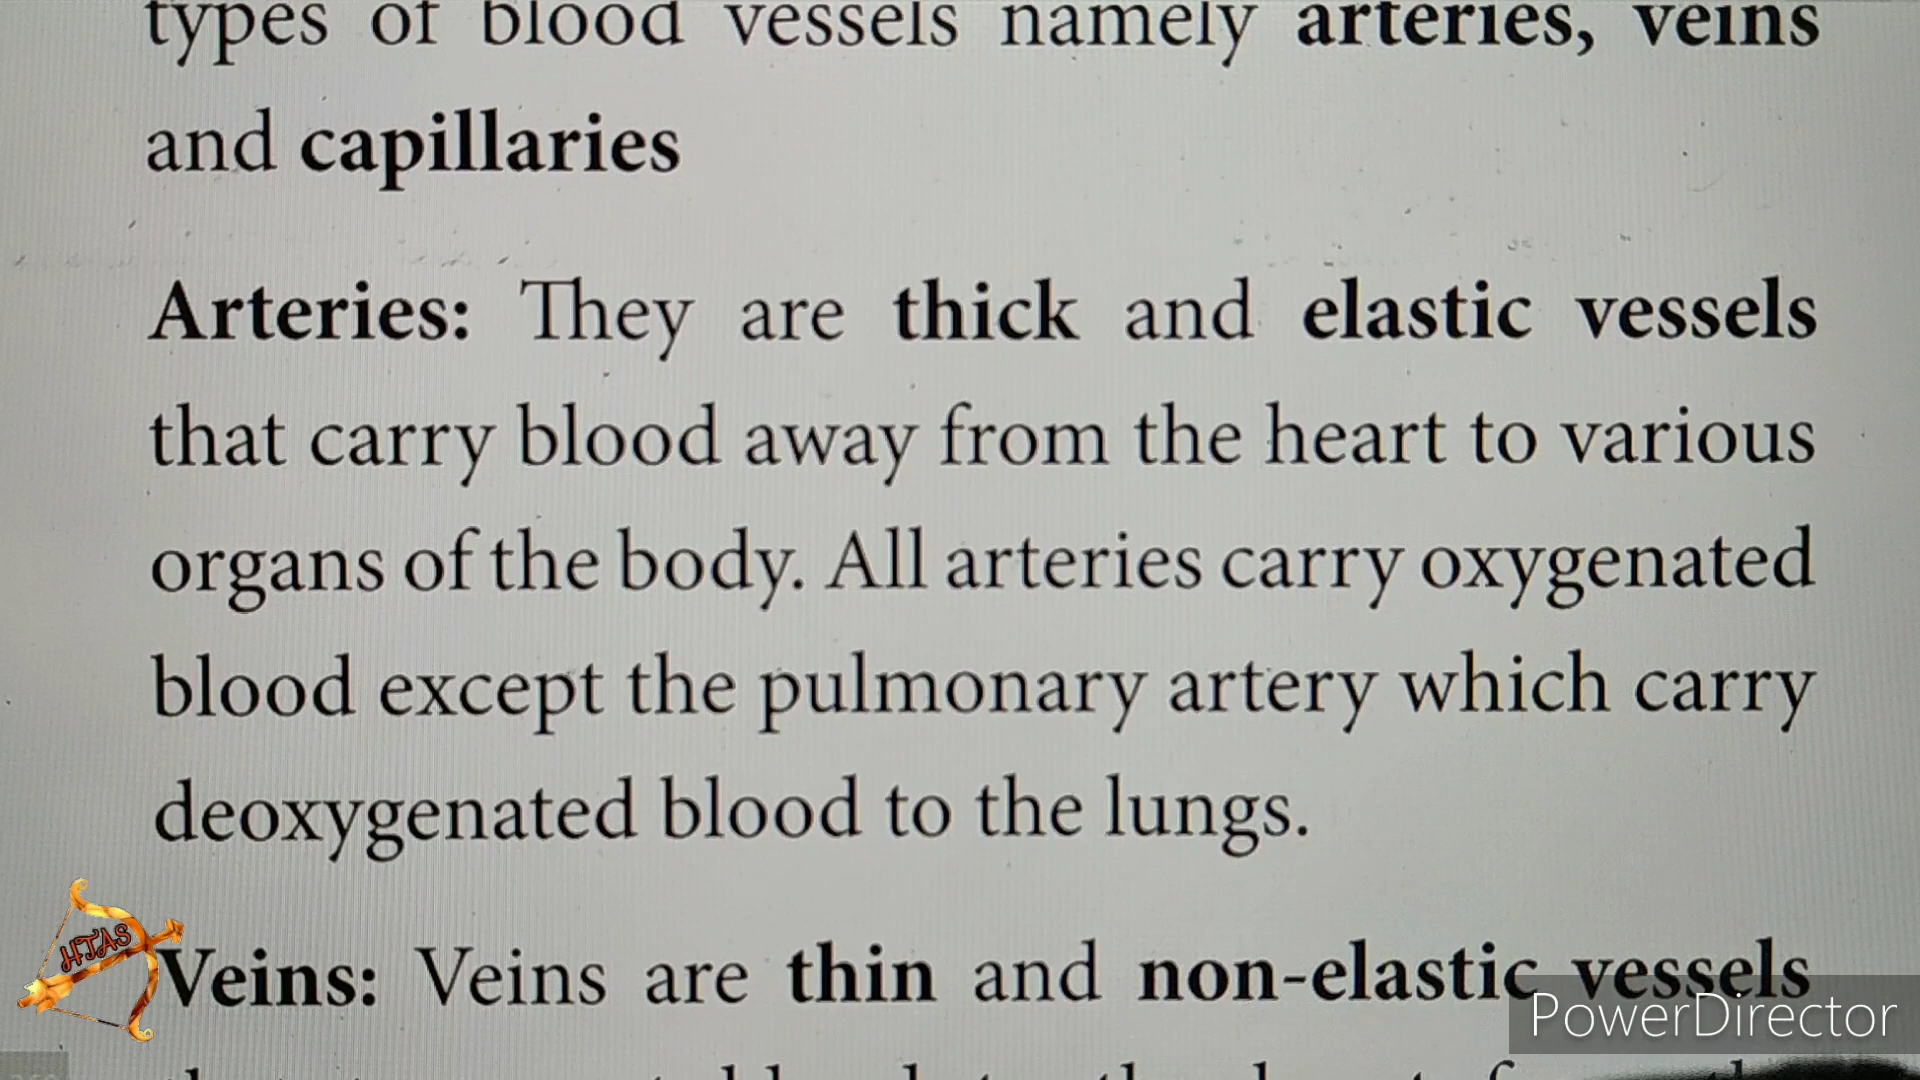 types of blood vessels namely arteries, veins
and capillaries
Arteries: They are thick and elastic vessels
that carry blood away from the heart to various
organs of the body. All arteries carry oxygenated
blood except the pulmonary artery which carry
deoxygenated blood to the lungs.
HTAS
Veins: Veins are thin and non-elastic vessels
PowerDirector